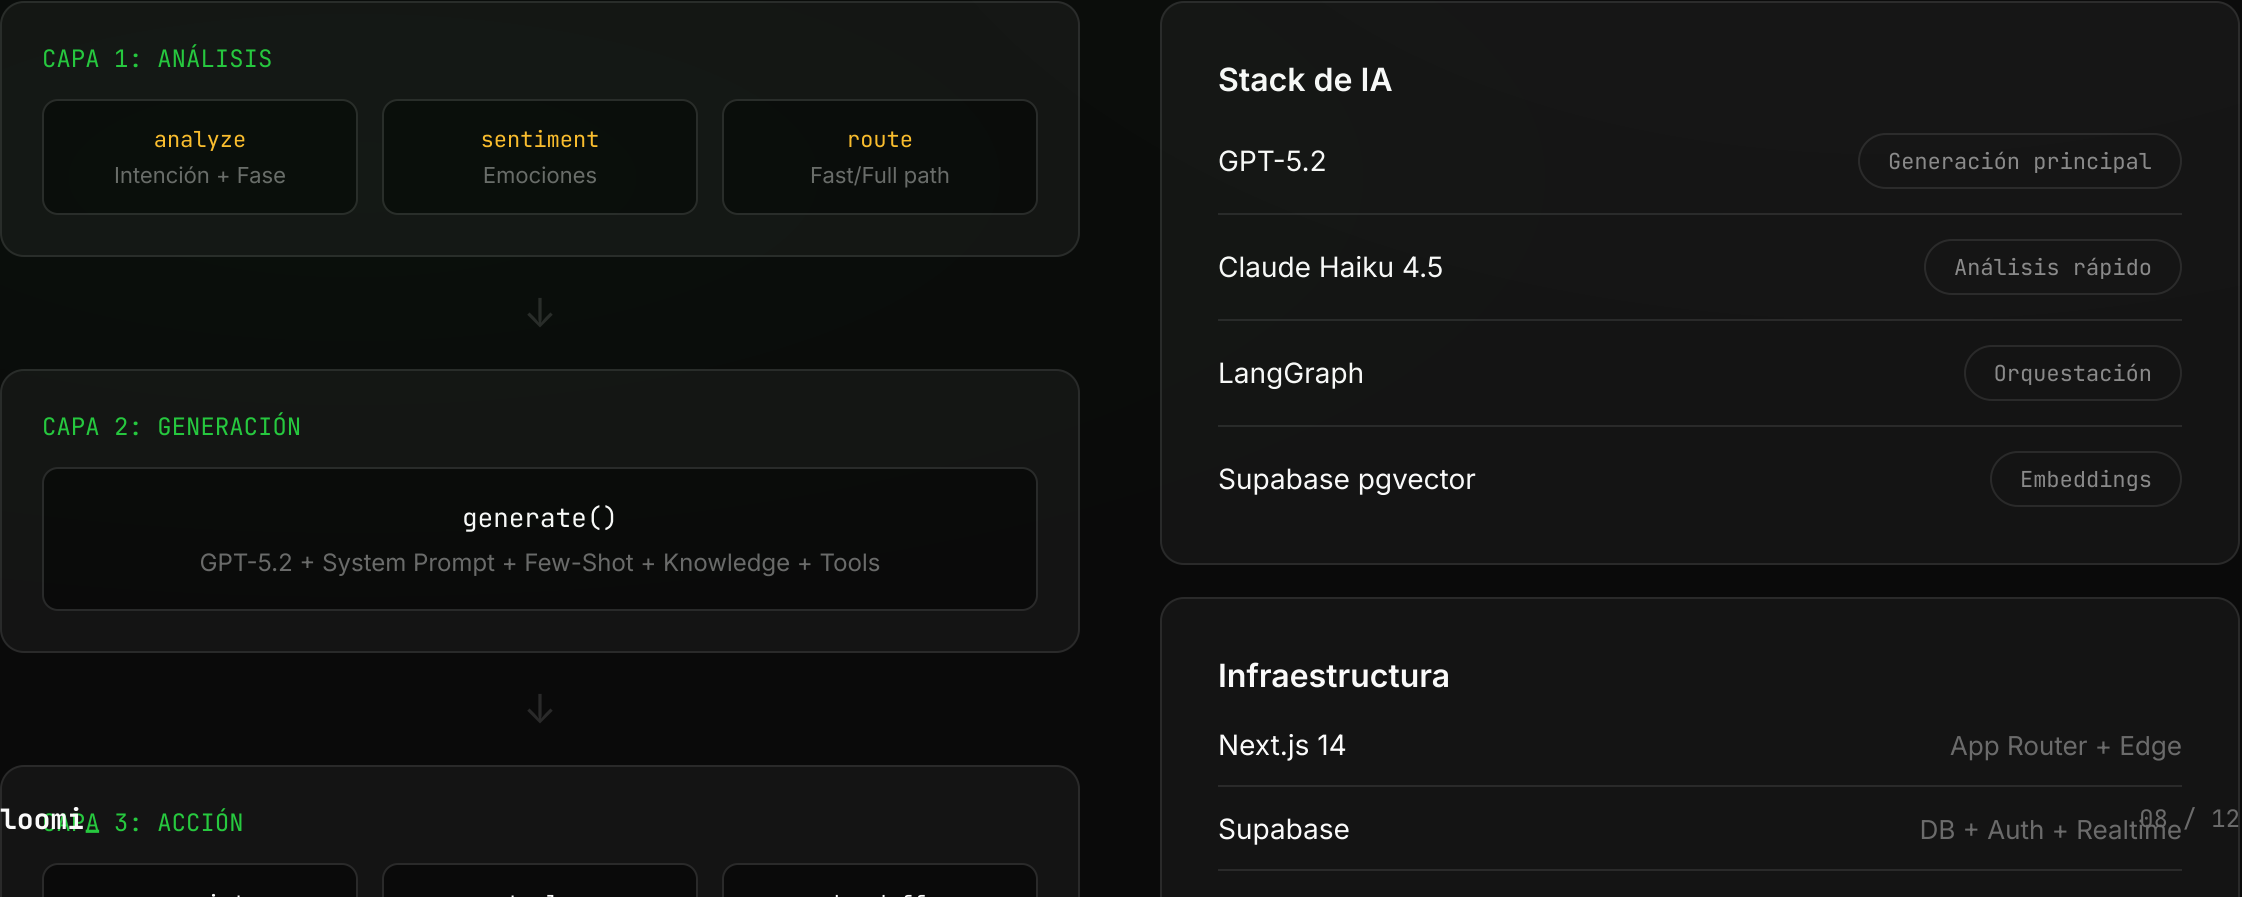 CAPA 1: ANÁLISIS
analyze
Intención + Fase
sentiment
Emociones
route
Fast/Full path
↓
CAPA 2: GENERACIÓN
generate()
GPT-5.2 + System Prompt + Few-Shot + Knowledge + Tools
↓
CAPA 3: ACCIÓN
loomi_
Stack de IA
GPT-5.2
Generación principal
Claude Haiku 4.5
Análisis rápido
LangGraph
Orquestación
Supabase pgvector
Embeddings
Infraestructura
Next.js 14
App Router + Edge
Supabase
DB + Auth + Realtime
08 / 12